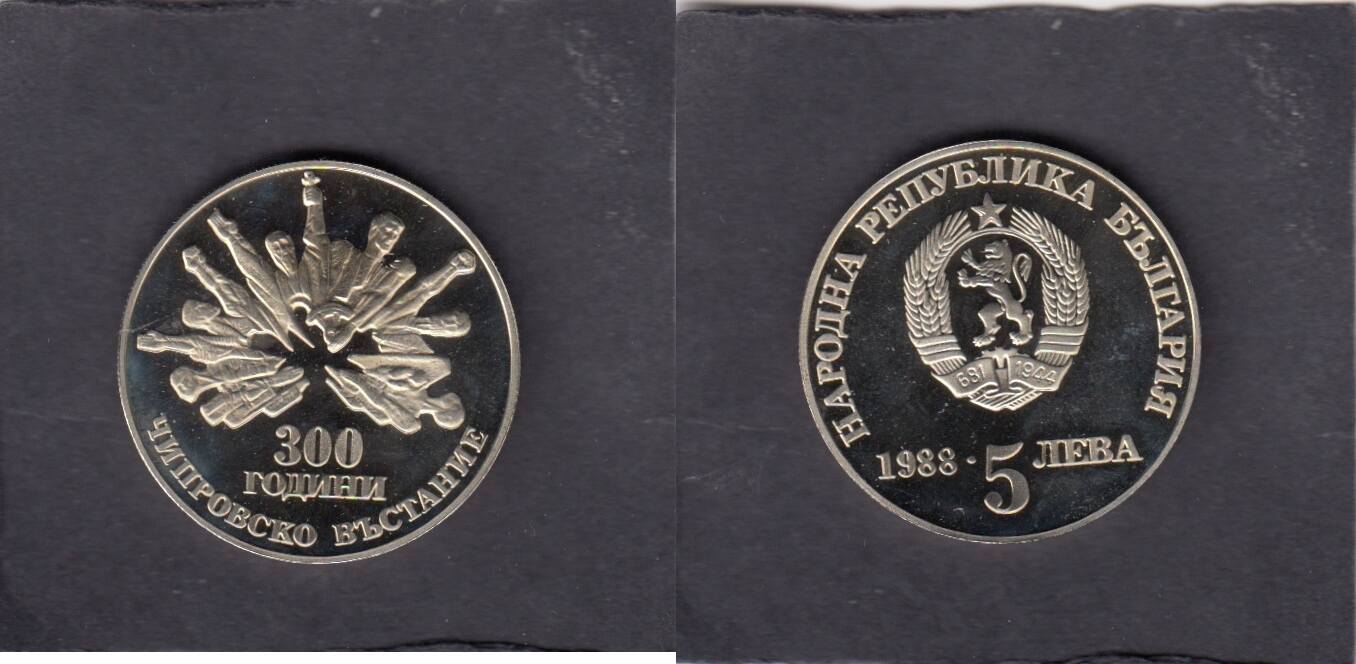 300
ГОДИНИ
ЧИПРОВСКО ВЪСТАНИЕ
НАРОДНА РЕПУБЛИКА БЪЛГАРИЯ
681 1944
1988 · 5 ЛЕВА